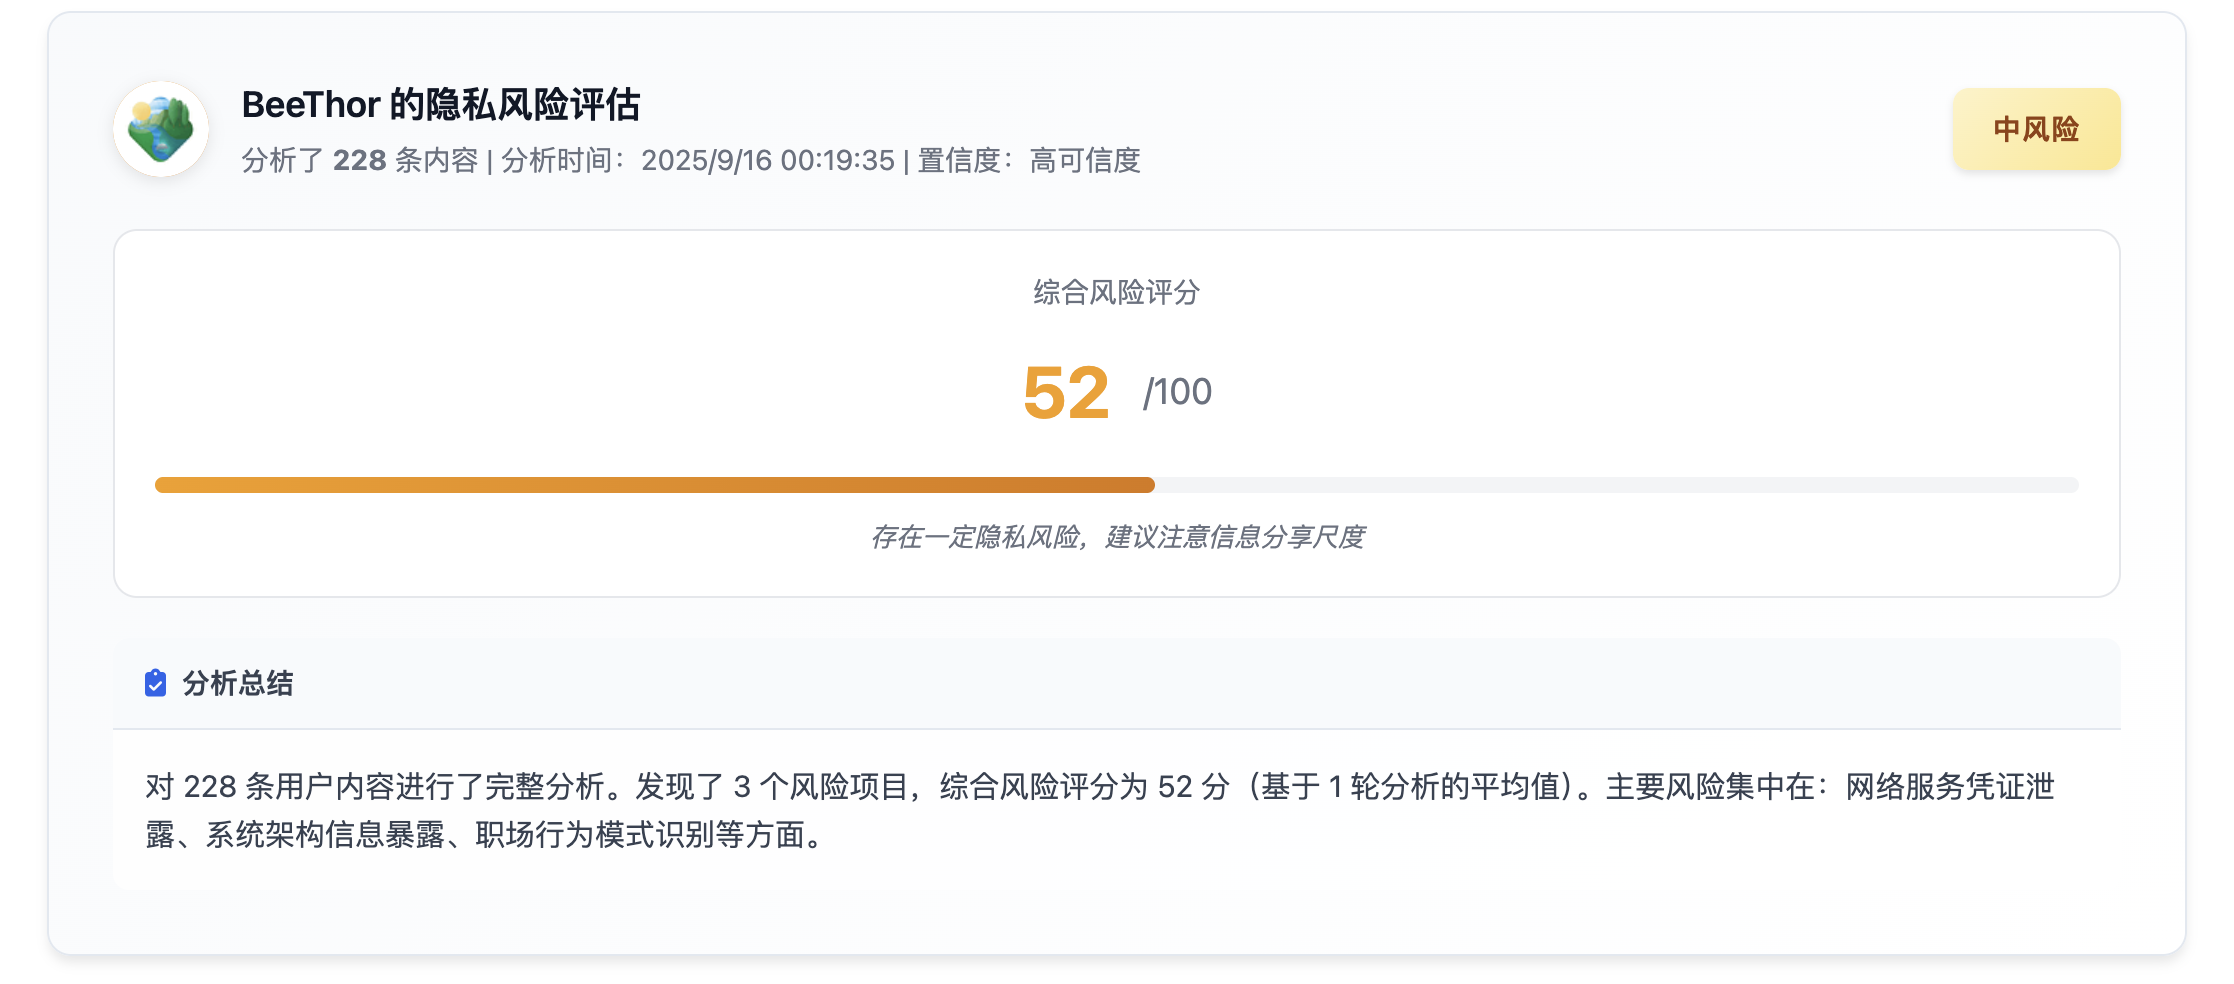 BeeThor 的隐私风险评估
分析了 228 条内容 | 分析时间：2025/9/16 00:19:35 | 置信度：高可信度
中风险
综合风险评分
52 /100
存在一定隐私风险，建议注意信息分享尺度
分析总结
对 228 条用户内容进行了完整分析。发现了 3 个风险项目，综合风险评分为 52 分（基于 1 轮分析的平均值）。主要风险集中在：网络服务凭证泄
露、系统架构信息暴露、职场行为模式识别等方面。